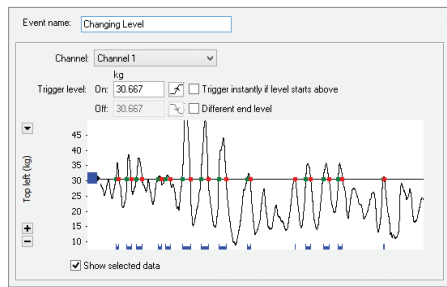 Event name: Changing Level
Channel: Channel 1
kg
Trigger level: On: 30.667 Trigger instantly if level starts above
Off: 30.667 Different end level
Top left (kg)
45
40
35
30
25
20
15
10
+
−
Show selected data